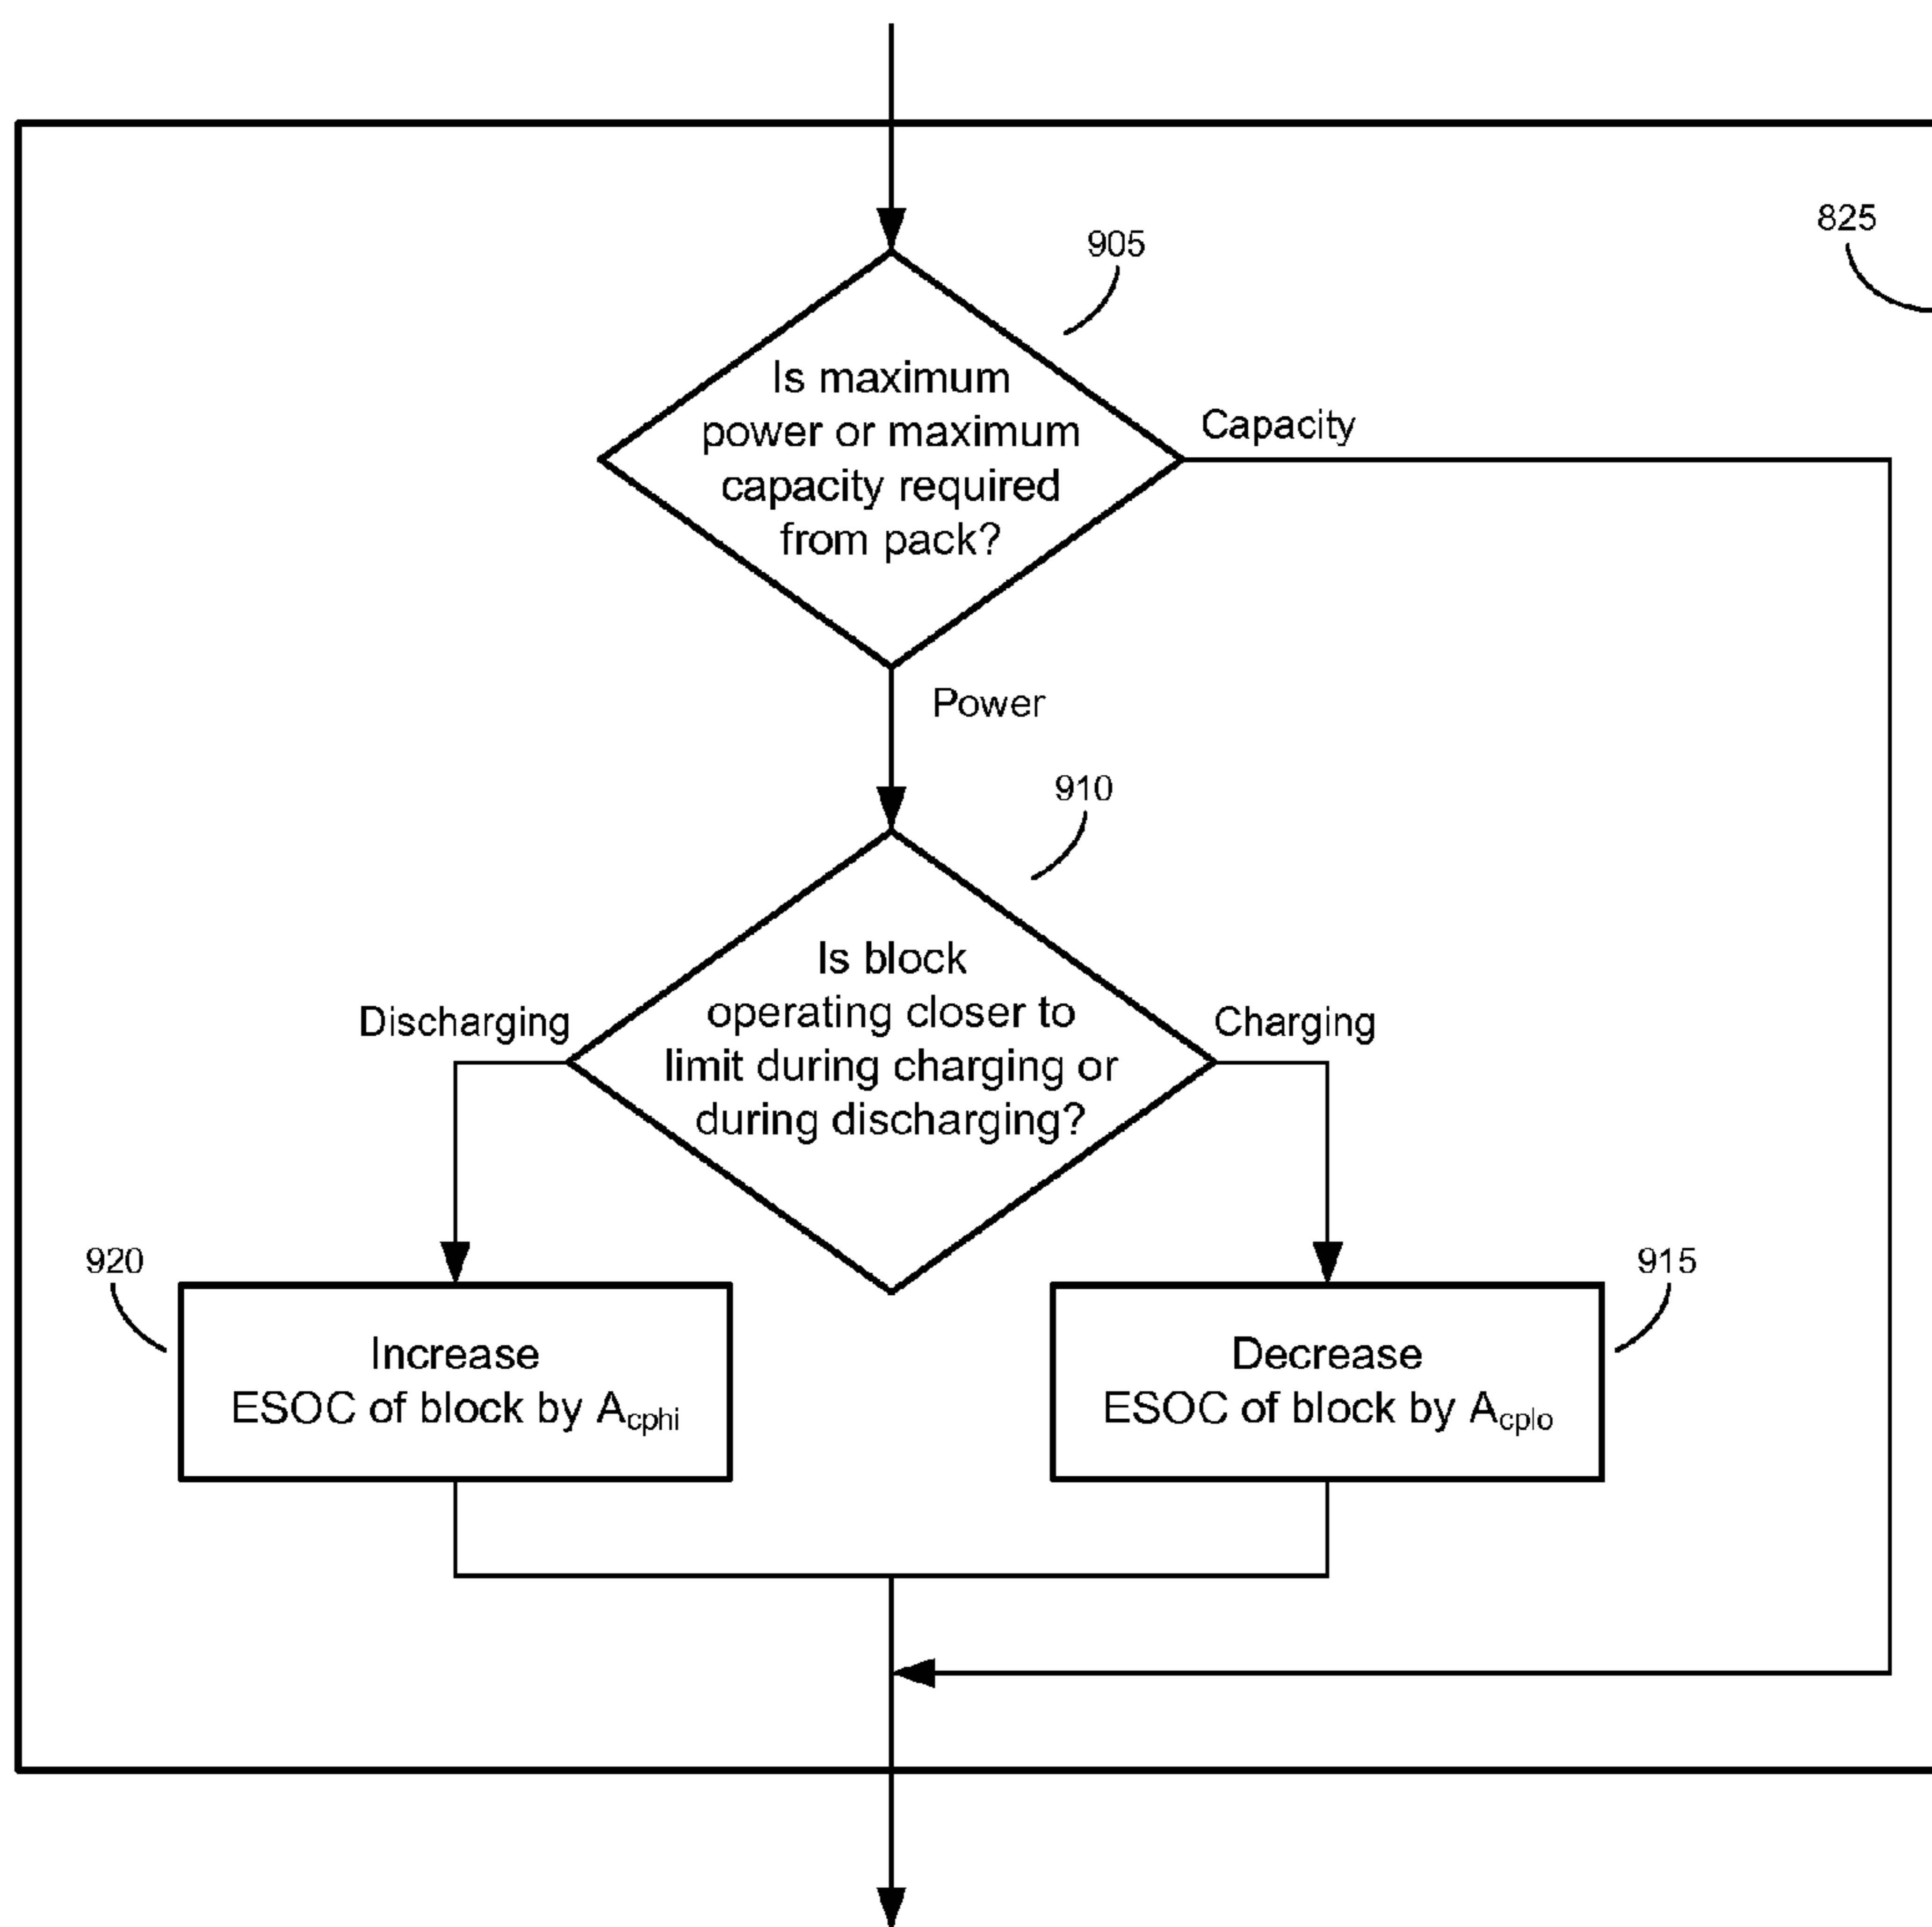 825
905
Is maximum
power or maximum
capacity required
from pack?
Capacity
Power
910
Is block
operating closer to
limit during charging or
during discharging?
Discharging
Charging
920
Increase
ESOC of block by Acphi
915
Decrease
ESOC of block by Acplo